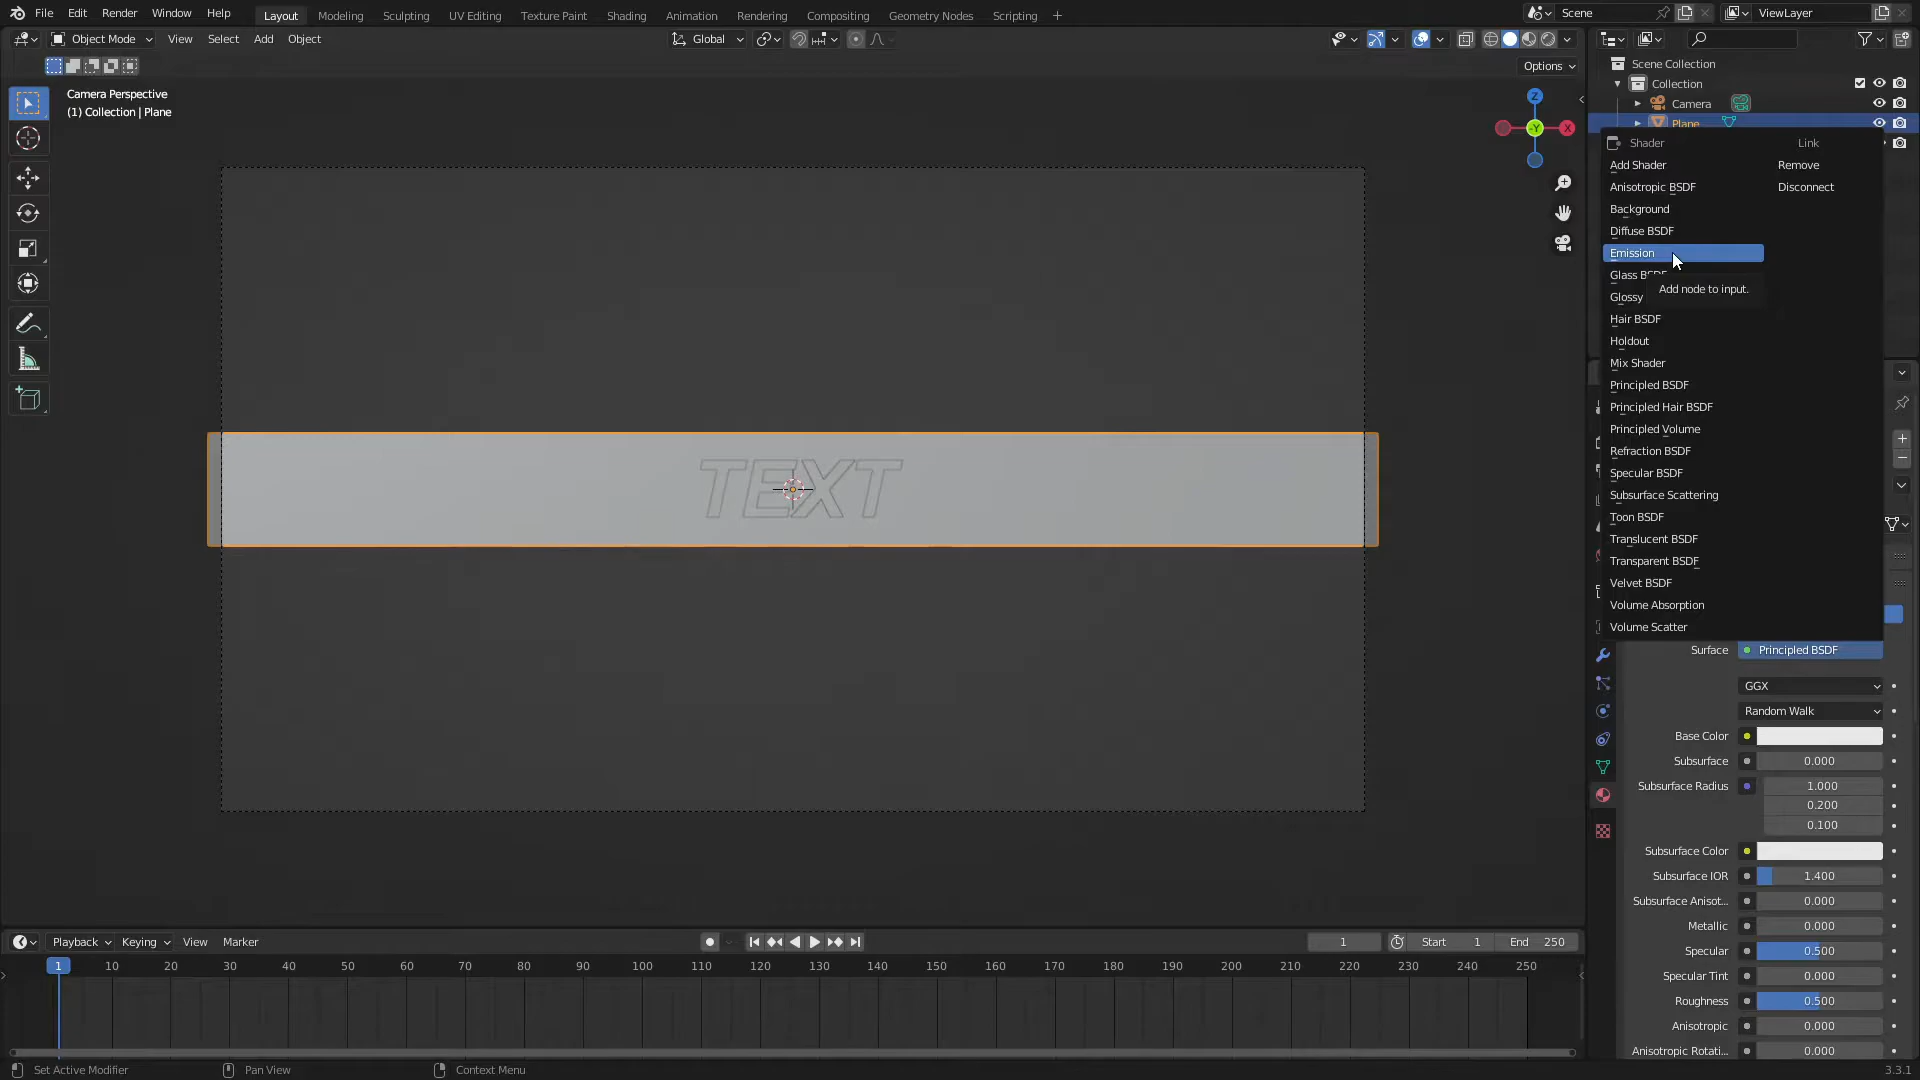 File Edit Render Window Help
Layout Modeling Sculpting UV Editing Texture Paint Shading Animation Rendering Compositing Geometry Nodes Scripting +
Scene
ViewLayer
Object Mode View Select Add Object
Global
Options
Camera Perspective
(1) Collection | Plane
Z
-Y
X
TEXT
Scene Collection
Collection
Camera
Plane
Shader Link
Add Shader Remove
Anisotropic BSDF Disconnect
Background
Diffuse BSDF
Emission
Glass BSDF
Add node to input.
Glossy
Hair BSDF
Holdout
Mix Shader
Principled BSDF
Principled Hair BSDF
Principled Volume
Refraction BSDF
Specular BSDF
Subsurface Scattering
Toon BSDF
Translucent BSDF
Transparent BSDF
Velvet BSDF
Volume Absorption
Volume Scatter
Surface Principled BSDF
GGX
Random Walk
Base Color
Subsurface 0.000
Subsurface Radius 1.000
0.200
0.100
Subsurface Color
Subsurface IOR 1.400
Subsurface Anisot... 0.000
Metallic 0.000
Specular 0.500
Specular Tint 0.000
Roughness 0.500
Anisotropic 0.000
Anisotropic Rotati... 0.000
Playback Keying View Marker
1 Start 1 End 250
1 10 20 30 40 50 60 70 80 90 100 110 120 130 140 150 160 170 180 190 200 210 220 230 240 250
Set Active Modifier Pan View Context Menu
3.3.1